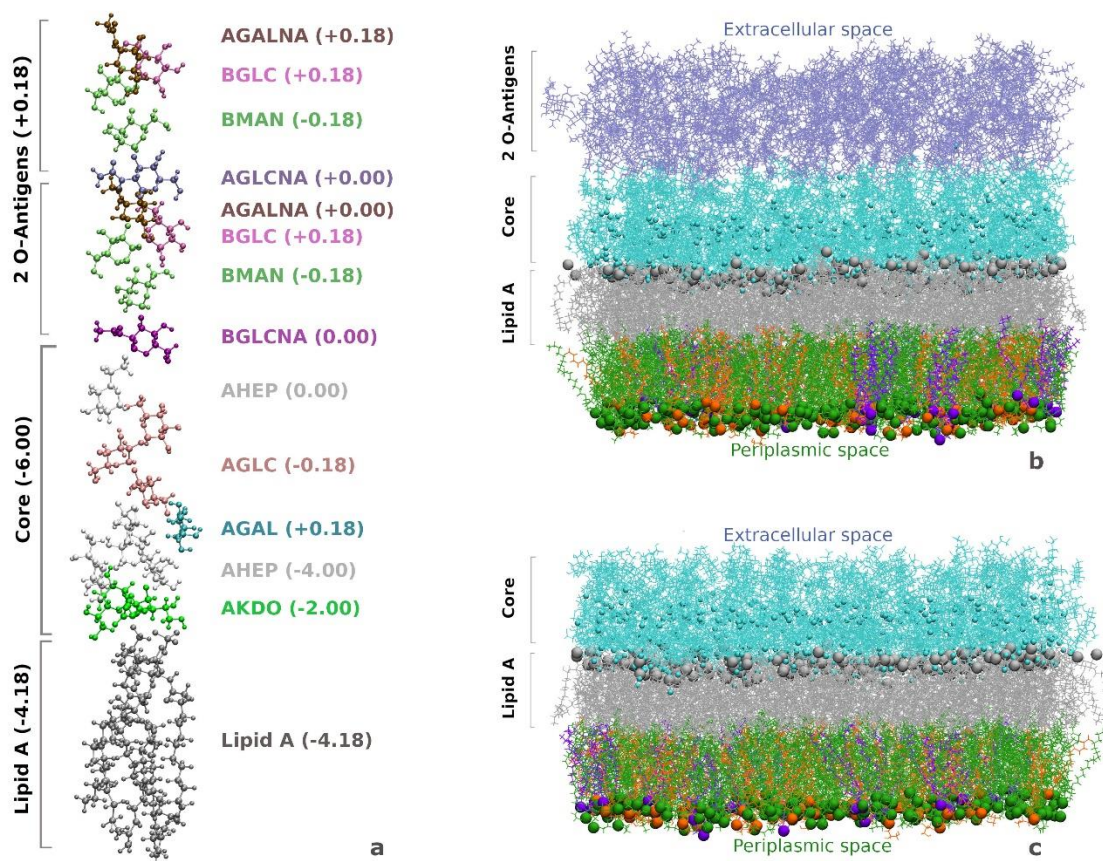 2 O-Antigens (+0.18)
AGALNA (+0.18)
BGLC (+0.18)
BMAN (-0.18)
AGLCNA (+0.00)
AGALNA (+0.00)
BGLC (+0.18)
BMAN (-0.18)
2 O-Antigens
BGLCNA (0.00)
Core (-6.00)
AHEP (0.00)
AGLC (-0.18)
AGAL (+0.18)
AHEP (-4.00)
AKDO (-2.00)
Lipid A (-4.18)
Lipid A (-4.18)
a
Extracellular space
2 O-Antigens
Core
Lipid A
Periplasmic space
b
Extracellular space
Core
Lipid A
Periplasmic space
c